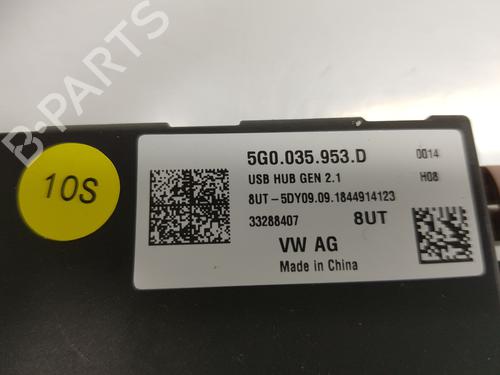 B-PARTS
10S
5G0.035.953.D 0014
USB HUB GEN 2.1 H08
8UT-5DY09.09.1844914123
33288407 8UT
VW AG
Made in China